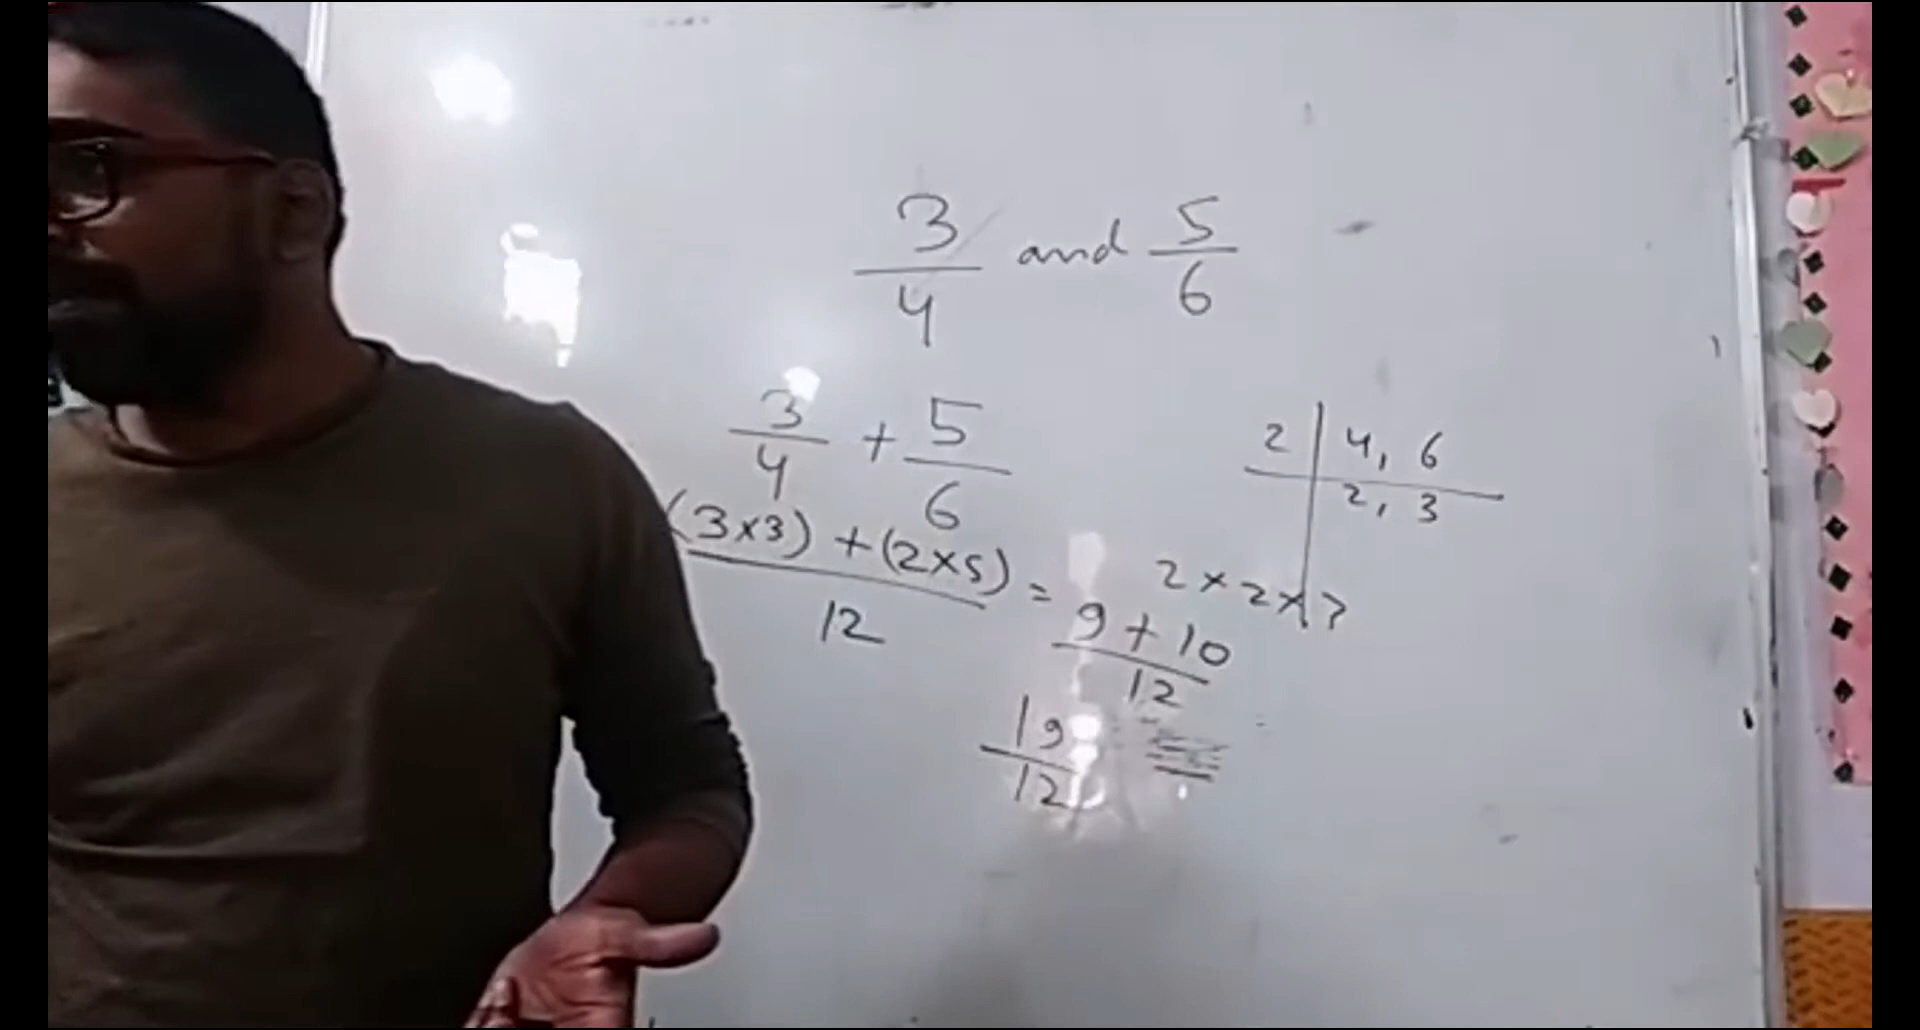 3/4 and 5/6
3/4 + 5/6
2 | 4, 6
2, 3
(3×3) + (2×5) / 12 = 9 + 10 / 12
2 × 2 × 3
19/12